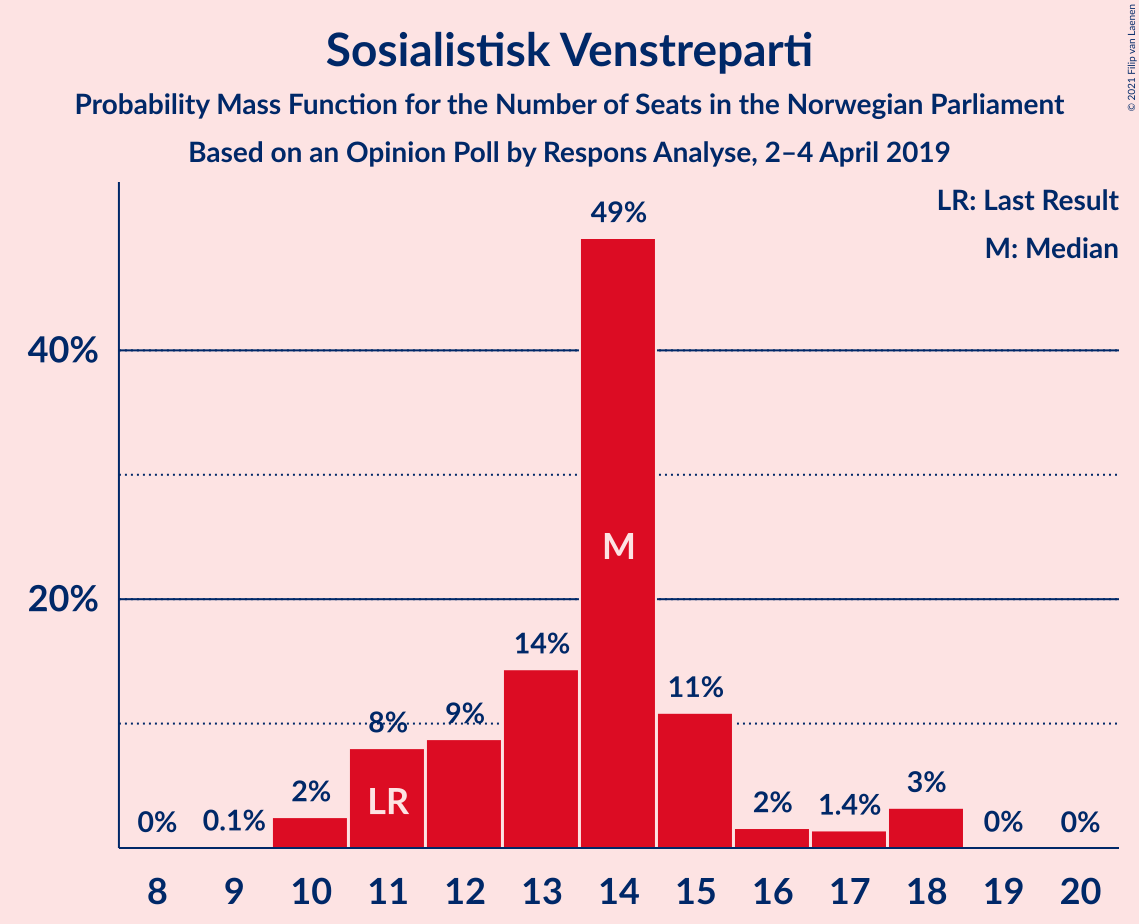 Sosialistisk Venstreparti
Probability Mass Function for the Number of Seats in the Norwegian Parliament
Based on an Opinion Poll by Respons Analyse, 2–4 April 2019
© 2021 Filip van Laenen
LR: Last Result
M: Median
49%
40%
M
20%
14%
11%
9%
8%
LR
3%
2%
2%
1.4%
0%
0.1%
0%
0%
8 9 10 11 12 13 14 15 16 17 18 19 20